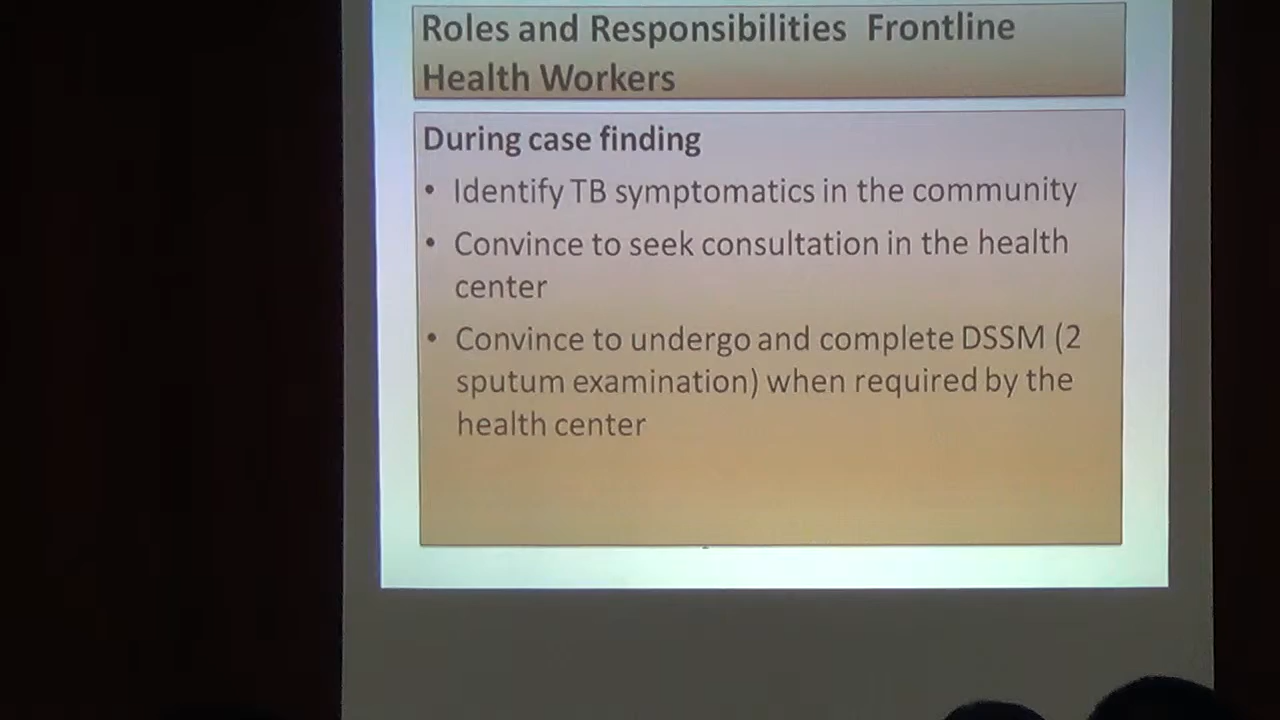 Roles and Responsibilities Frontline
Health Workers
During case finding
• Identify TB symptomatics in the community
• Convince to seek consultation in the health
center
• Convince to undergo and complete DSSM (2
sputum examination) when required by the
health center